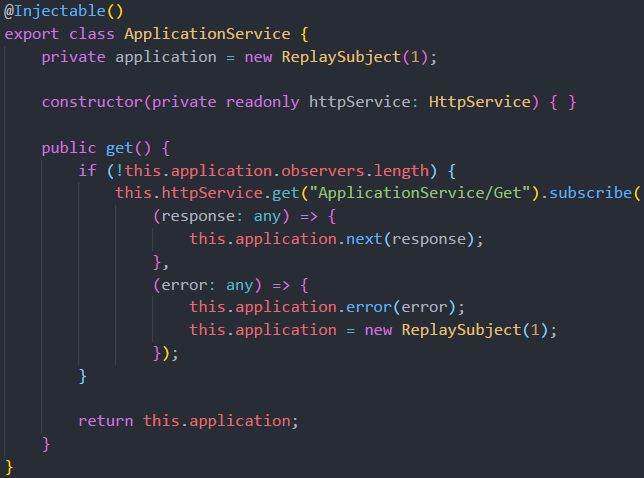 @Injectable()
export class ApplicationService {
    private application = new ReplaySubject(1);

    constructor(private readonly httpService: HttpService) { }

    public get() {
        if (!this.application.observers.length) {
            this.httpService.get("ApplicationService/Get").subscribe(
                (response: any) => {
                    this.application.next(response);
                },
                (error: any) => {
                    this.application.error(error);
                    this.application = new ReplaySubject(1);
                });
        }

        return this.application;
    }
}